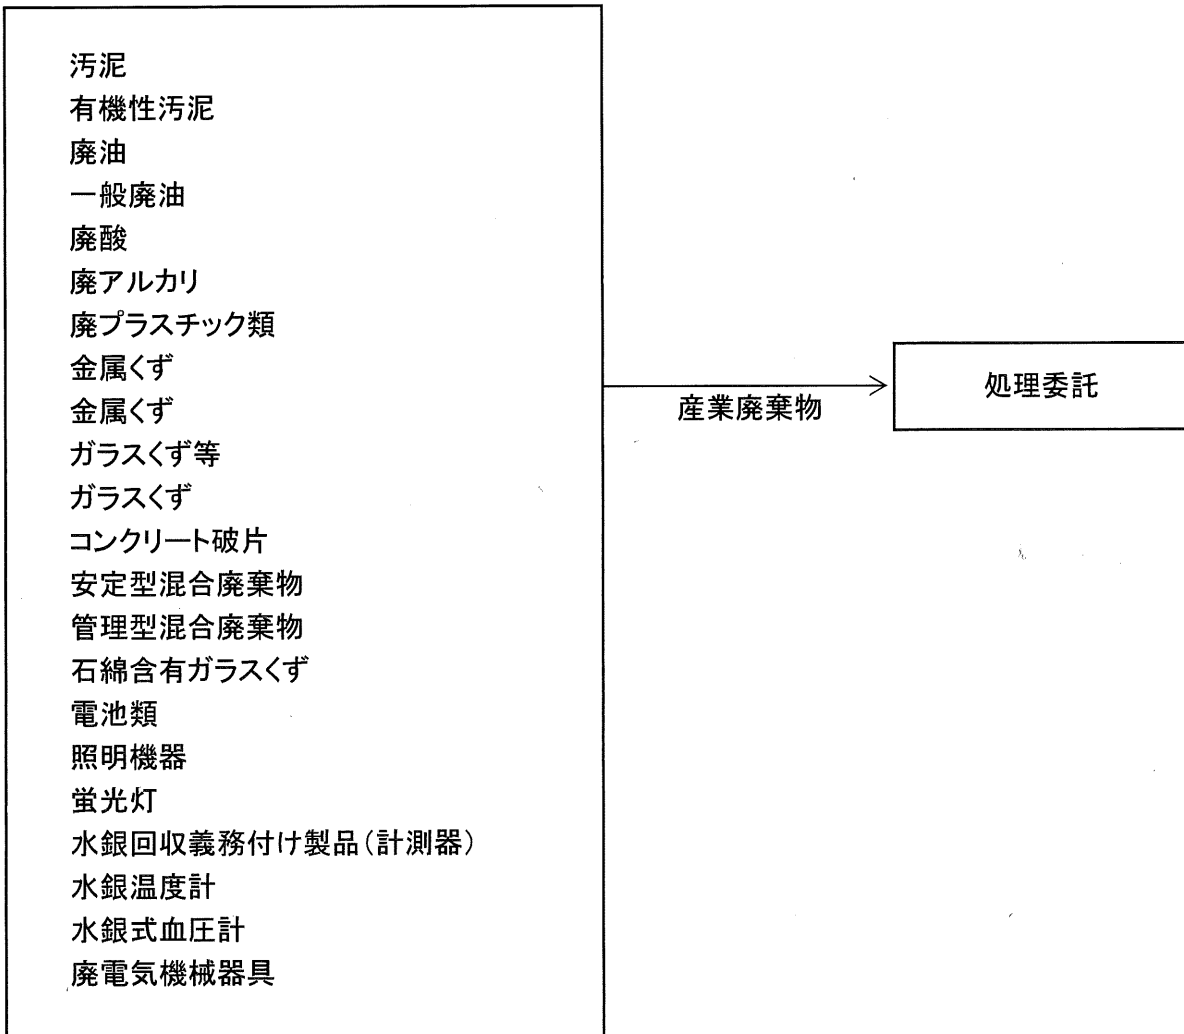 汚泥
有機性汚泥
廃油
一般廃油
廃酸
廃アルカリ
廃プラスチック類
金属くず
金属くず
ガラスくず等
ガラスくず
コンクリート破片
安定型混合廃棄物
管理型混合廃棄物
石綿含有ガラスくず
電池類
照明機器
蛍光灯
水銀回収義務付け製品(計測器)
水銀温度計
水銀式血圧計
廃電気機械器具
産業廃棄物
処理委託